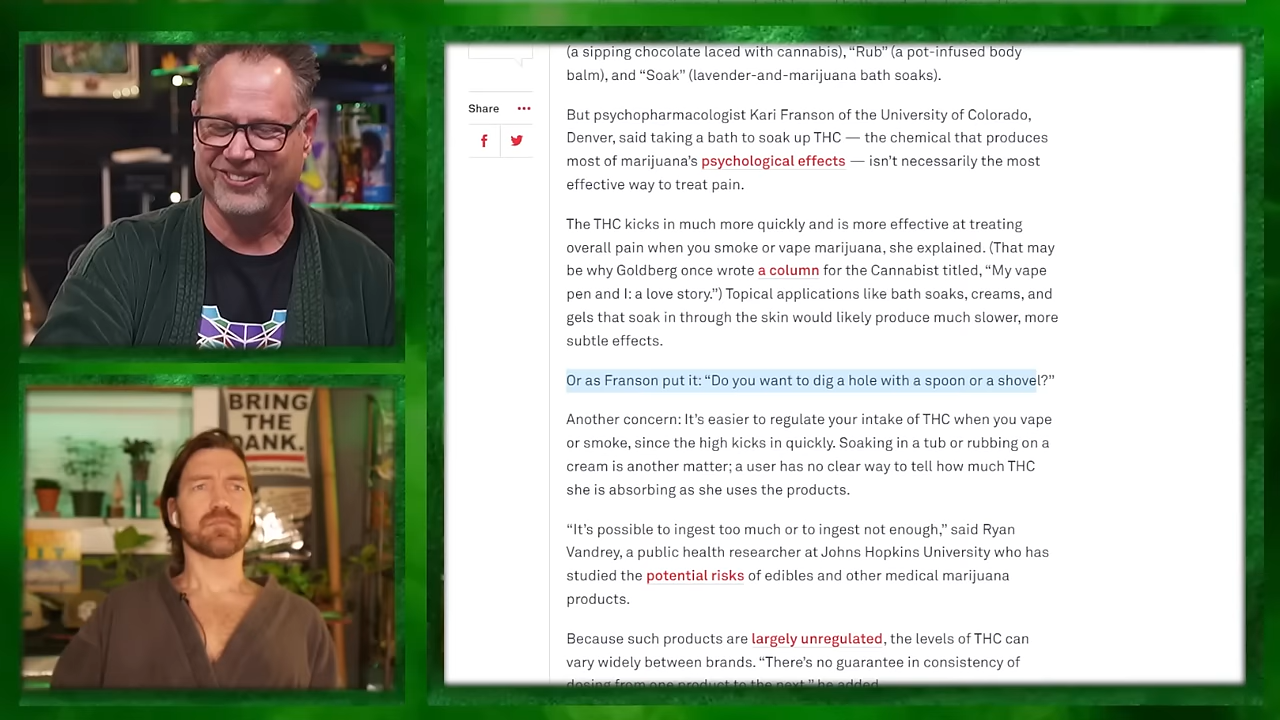 (a sipping chocolate laced with cannabis), “Rub” (a pot-infused body
balm), and “Soak” (lavender-and-marijuana bath soaks).
Share
But psychopharmacologist Kari Franson of the University of Colorado,
Denver, said taking a bath to soak up THC — the chemical that produces
most of marijuana’s psychological effects — isn’t necessarily the most
effective way to treat pain.
The THC kicks in much more quickly and is more effective at treating
overall pain when you smoke or vape marijuana, she explained. (That may
be why Goldberg once wrote a column for the Cannabist titled, “My vape
pen and I: a love story.”) Topical applications like bath soaks, creams, and
gels that soak in through the skin would likely produce much slower, more
subtle effects.
Or as Franson put it: “Do you want to dig a hole with a spoon or a shovel?”
Another concern: It’s easier to regulate your intake of THC when you vape
or smoke, since the high kicks in quickly. Soaking in a tub or rubbing on a
cream is another matter; a user has no clear way to tell how much THC
she is absorbing as she uses the products.
“It’s possible to ingest too much or to ingest not enough,” said Ryan
Vandrey, a public health researcher at Johns Hopkins University who has
studied the potential risks of edibles and other medical marijuana
products.
Because such products are largely unregulated, the levels of THC can
vary widely between brands. “There’s no guarantee in consistency of
dosing from one product to the next,” he added.
BRING
THE
DANK.